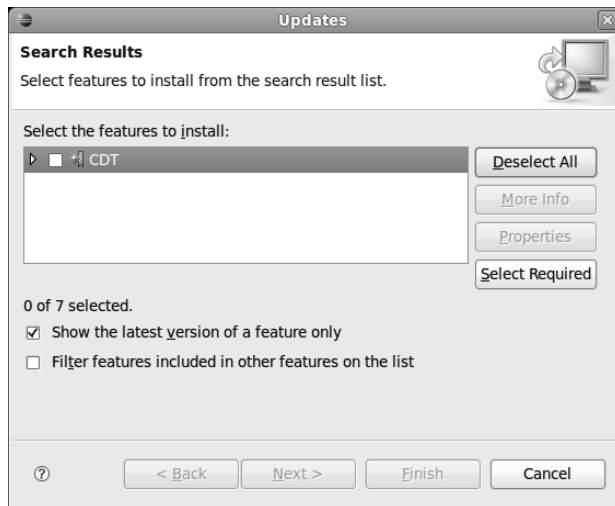 Updates
Search Results
Select features to install from the search result list.
Select the features to install:
CDT
Deselect All
More Info
Properties
Select Required
0 of 7 selected.
Show the latest version of a feature only
Filter features included in other features on the list
?
< Back
Next >
Finish
Cancel